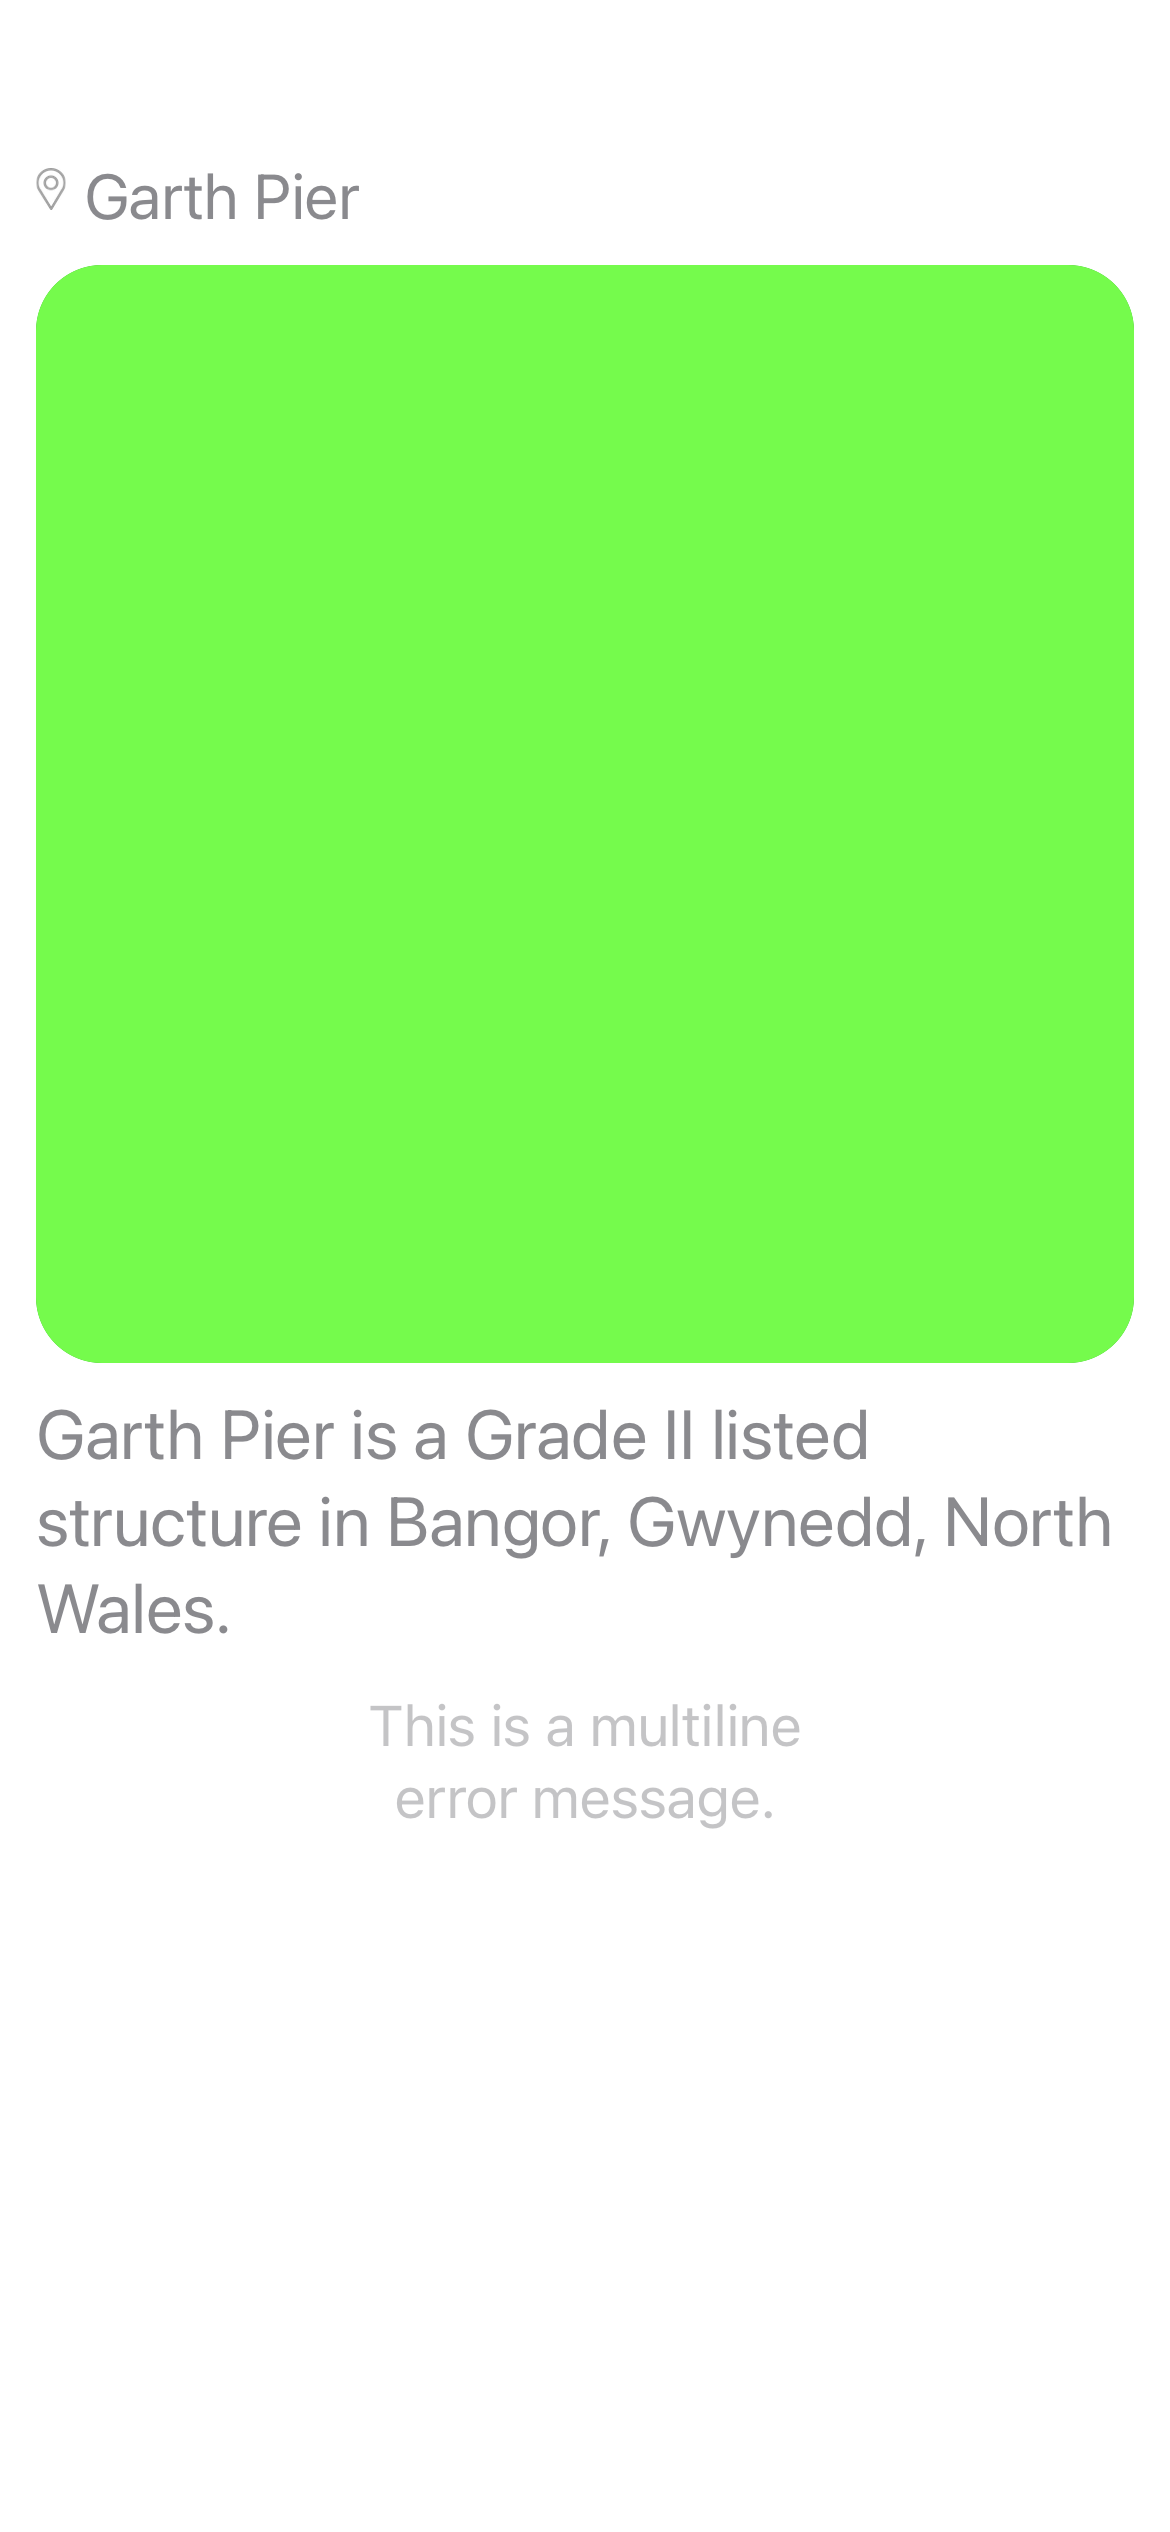 Garth Pier
Garth Pier is a Grade II listed
structure in Bangor, Gwynedd, North
Wales.
This is a multiline
error message.